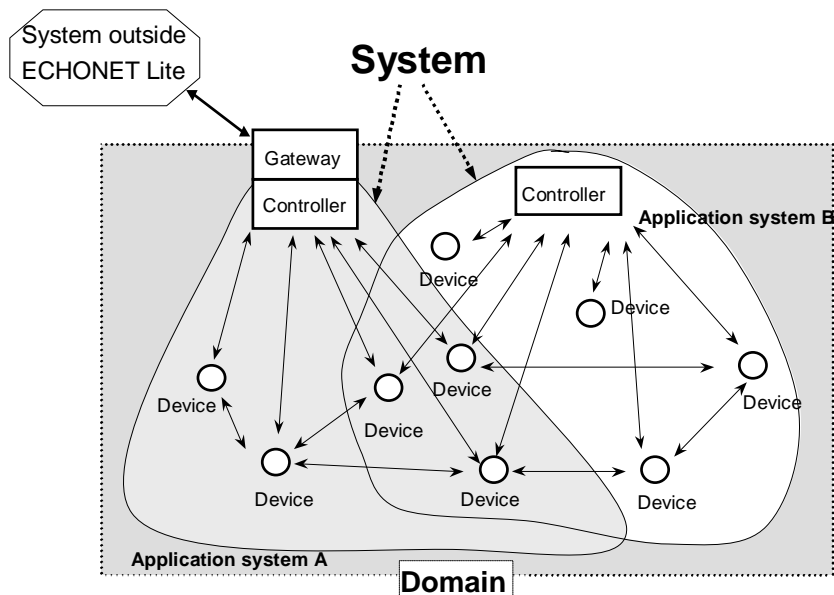 System outside
ECHONET Lite
System
Gateway
Controller
Controller
Application system B
Device
Device
Device
Device
Device
Device
Device
Device
Device
Application system A
Domain